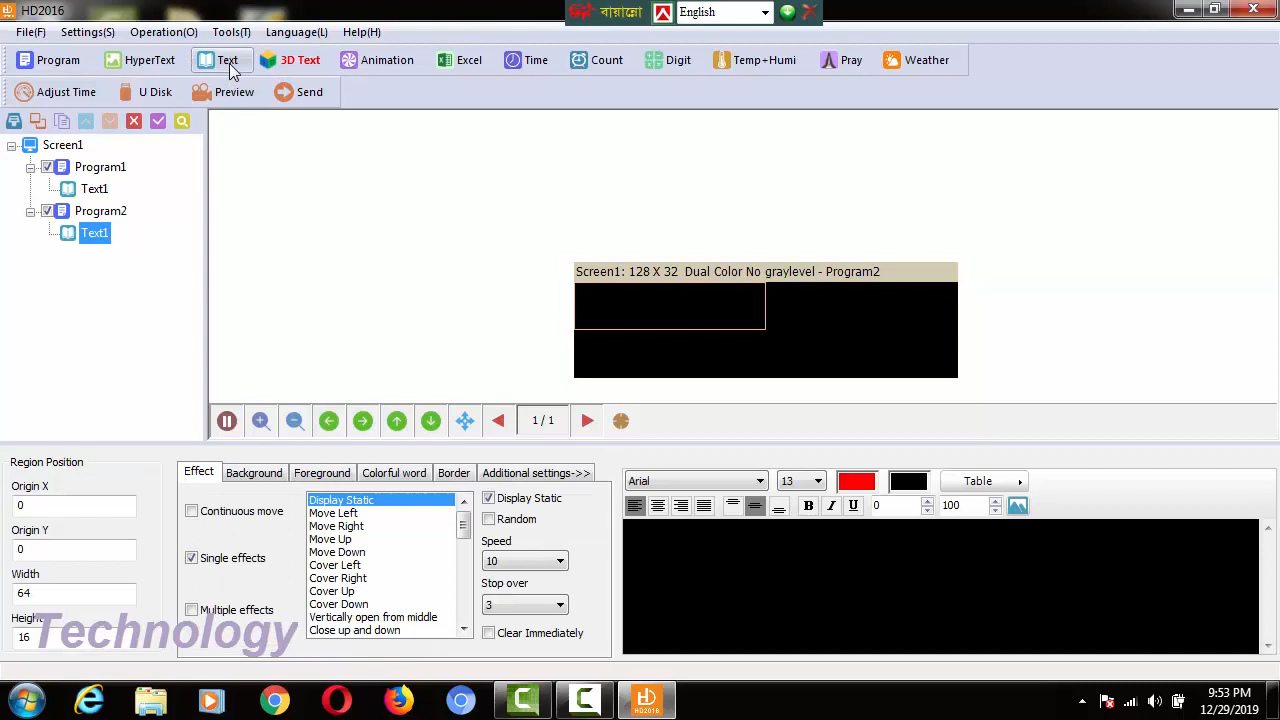 HD2016
বায়ান্নো
English
File(F) Settings(S) Operation(O) Tools(T) Language(L) Help(H)
Program HyperText Text 3D Text Animation Excel Time Count Digit Temp+Humi Pray Weather
Adjust Time U Disk Preview Send
Screen1
Program1
Text1
Program2
Text1
Screen1: 128 X 32 Dual Color No graylevel - Program2
1 / 1
Region Position
Origin X
0
Origin Y
0
Width
64
Height
16
Technology
Effect Background Foreground Colorful word Border Additional settings->>
Continuous move
Single effects
Multiple effects
Display Static
Move Left
Move Right
Move Up
Move Down
Cover Left
Cover Right
Cover Up
Cover Down
Vertically open from middle
Close up and down
Display Static
Random
Speed
10
Stop over
3
Clear Immediately
Arial 13 Table
B I U 0 100
HD2016
9:53 PM
12/29/2019